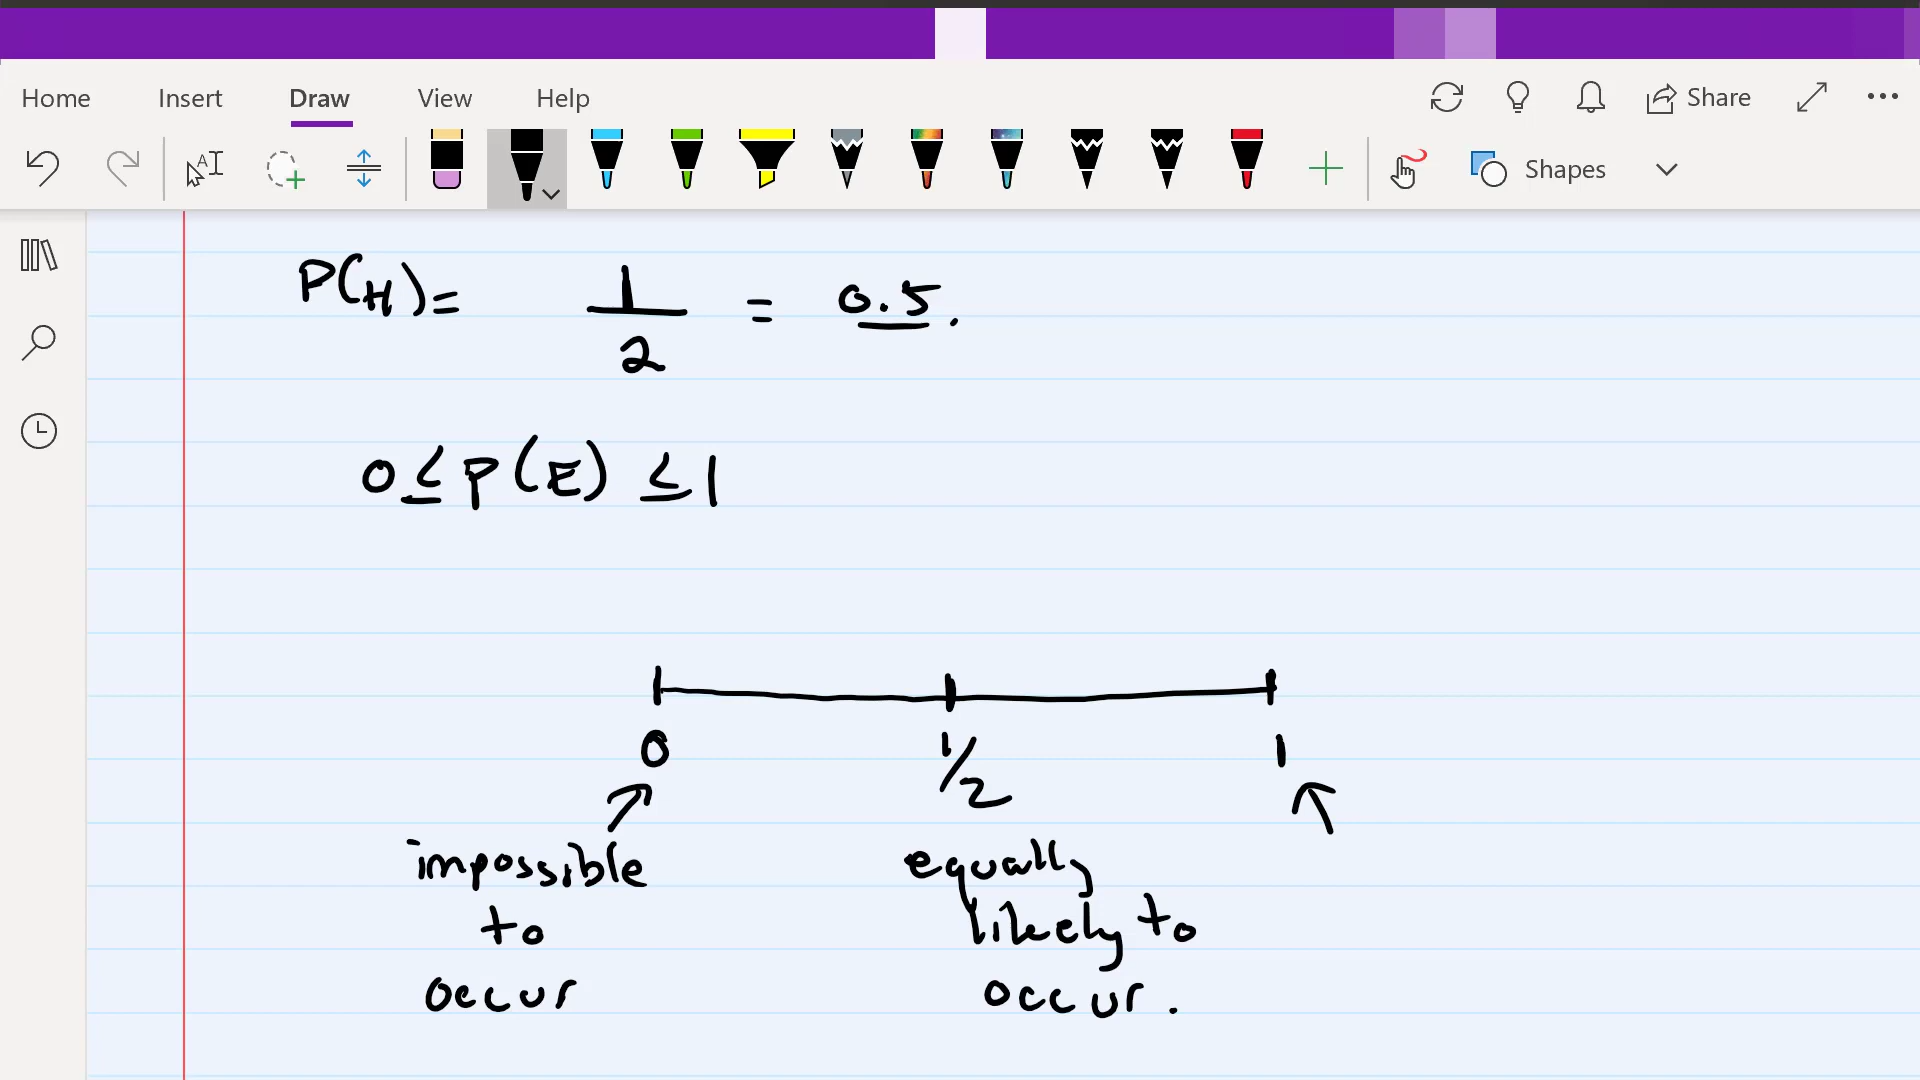 Home Insert Draw View Help Share
Shapes
P(H) = 1/2 = 0.5.
0 ≤ P(E) ≤ 1
0 1/2 1
impossible equally
to likely to
occur occur.